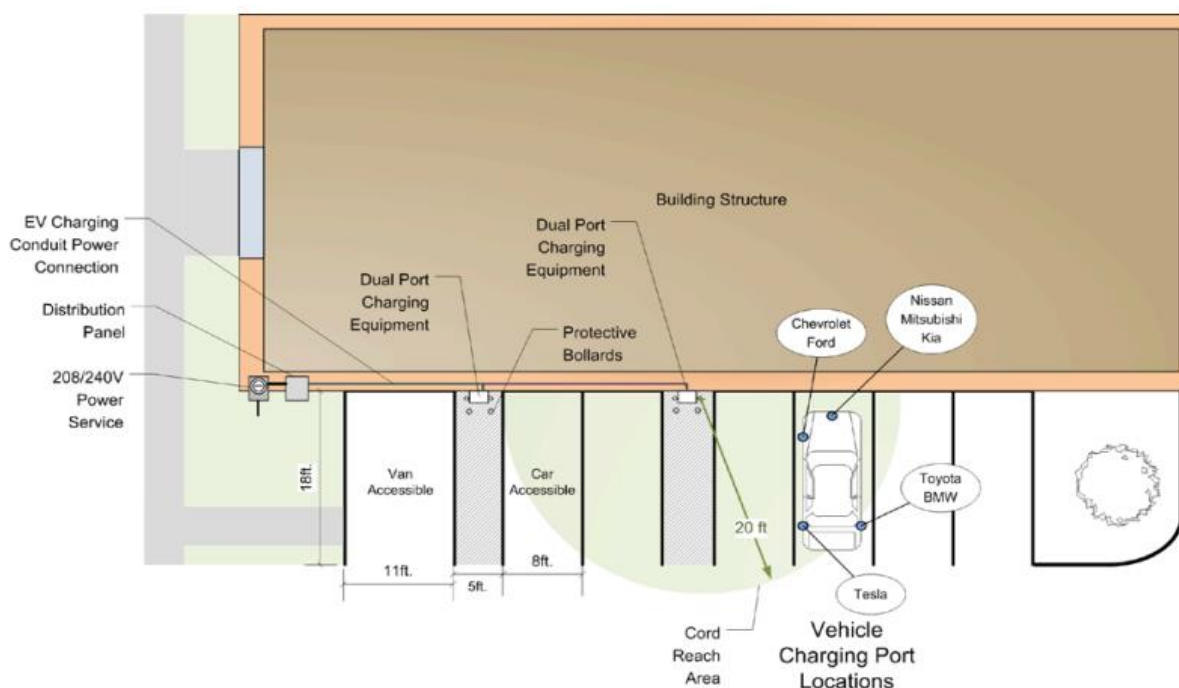 Building Structure
EV Charging
Conduit Power
Connection
Dual Port
Charging
Equipment
Dual Port
Charging
Equipment
Distribution
Panel
Protective
Bollards
Chevrolet
Ford
Nissan
Mitsubishi
Kia
208/240V
Power
Service
18ft.
Van
Accessible
Car
Accessible
20 ft
Toyota
BMW
11ft.
5ft.
8ft.
Tesla
Cord
Reach
Area
Vehicle
Charging Port
Locations